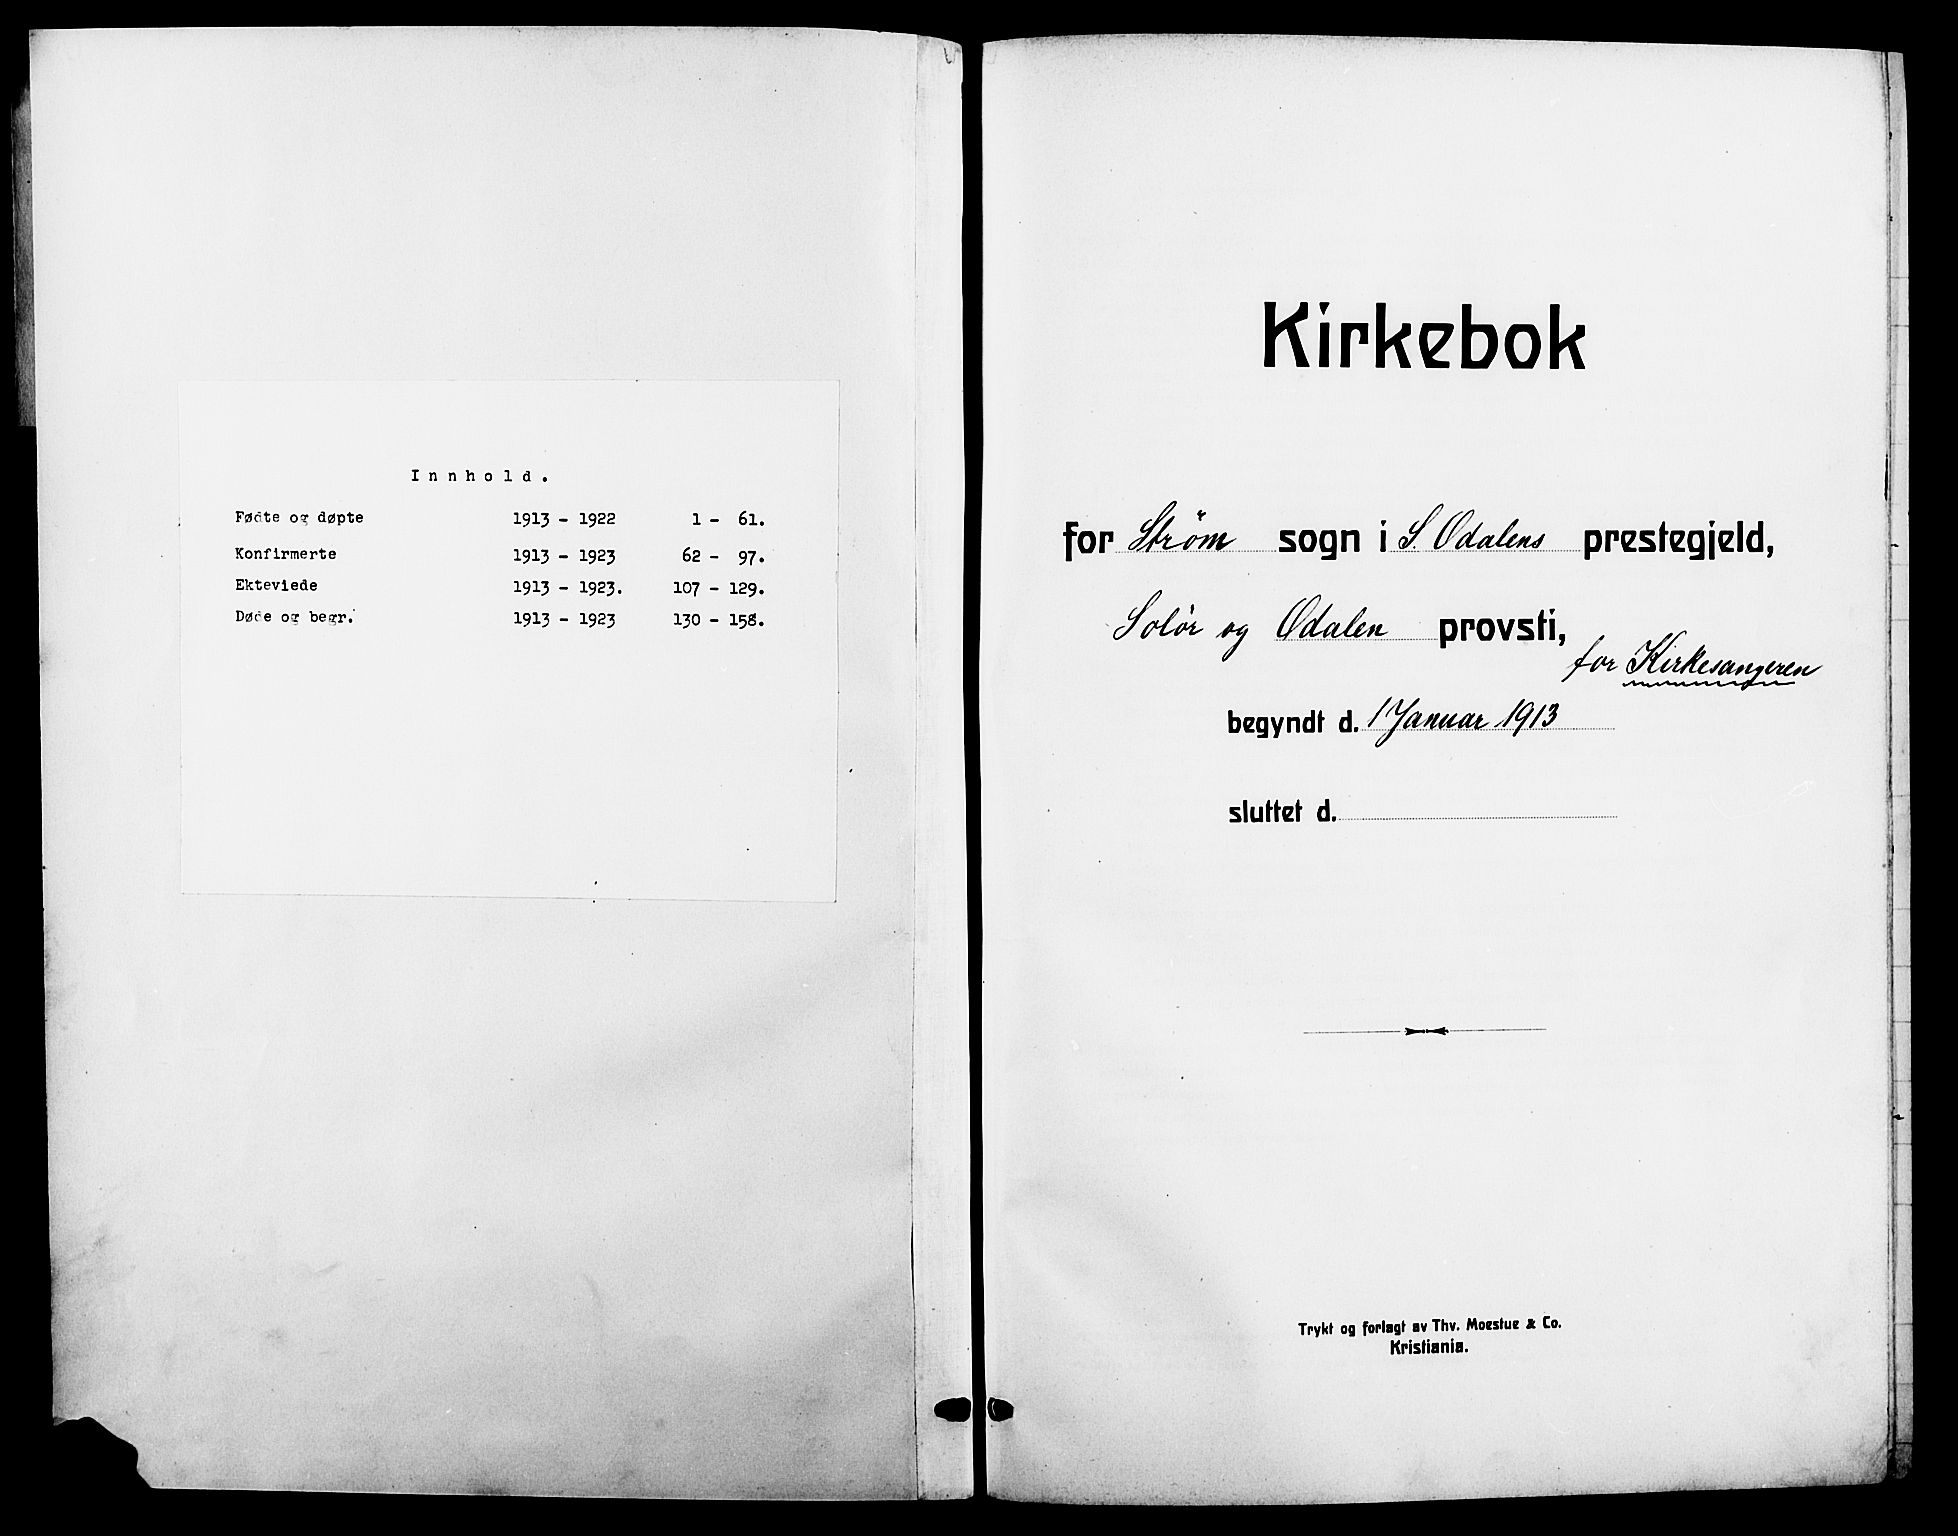 Innhold.
Fødte og døpte 1913 - 1922 1 - 61.
Konfirmerte 1913 - 1923 62 - 97.
Ekteviede 1913 - 1923. 107 - 129.
Døde og begr. 1913 - 1923 130 - 158.
Kirkebok
for Strøm sogn i S. Odalens prestegjeld,
Solør og Odalen provsti,
for Kirkesangeren
begyndt d. 1 Januar 1913
sluttet d.
Trykt og forlagt av Thv. Moestue & Co.
Kristiania.